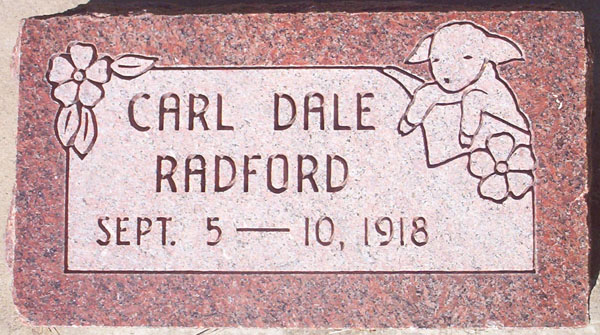 CARL DALE
RADFORD
SEPT. 5 — 10, 1918